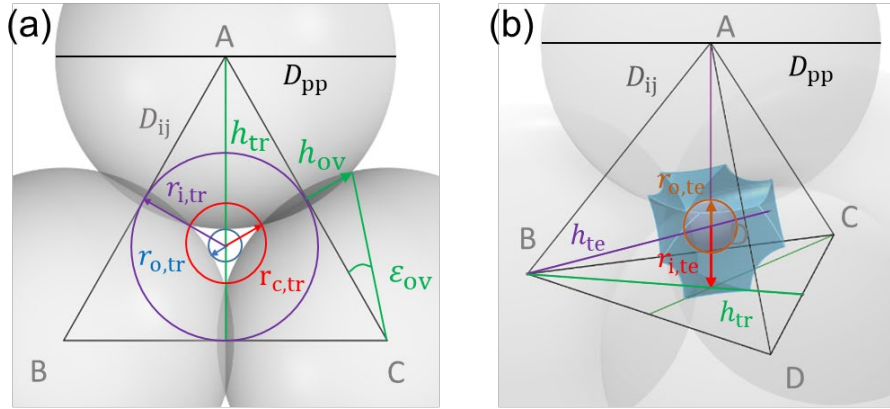 (a)
A
D_pp
D_ij
h_tr
h_ov
r_i,tr
r_o,tr
r_c,tr
ε_ov
B
C
(b)
A
D_ij
D_pp
r_o,te
C
B
h_te
r_i,te
h_tr
D